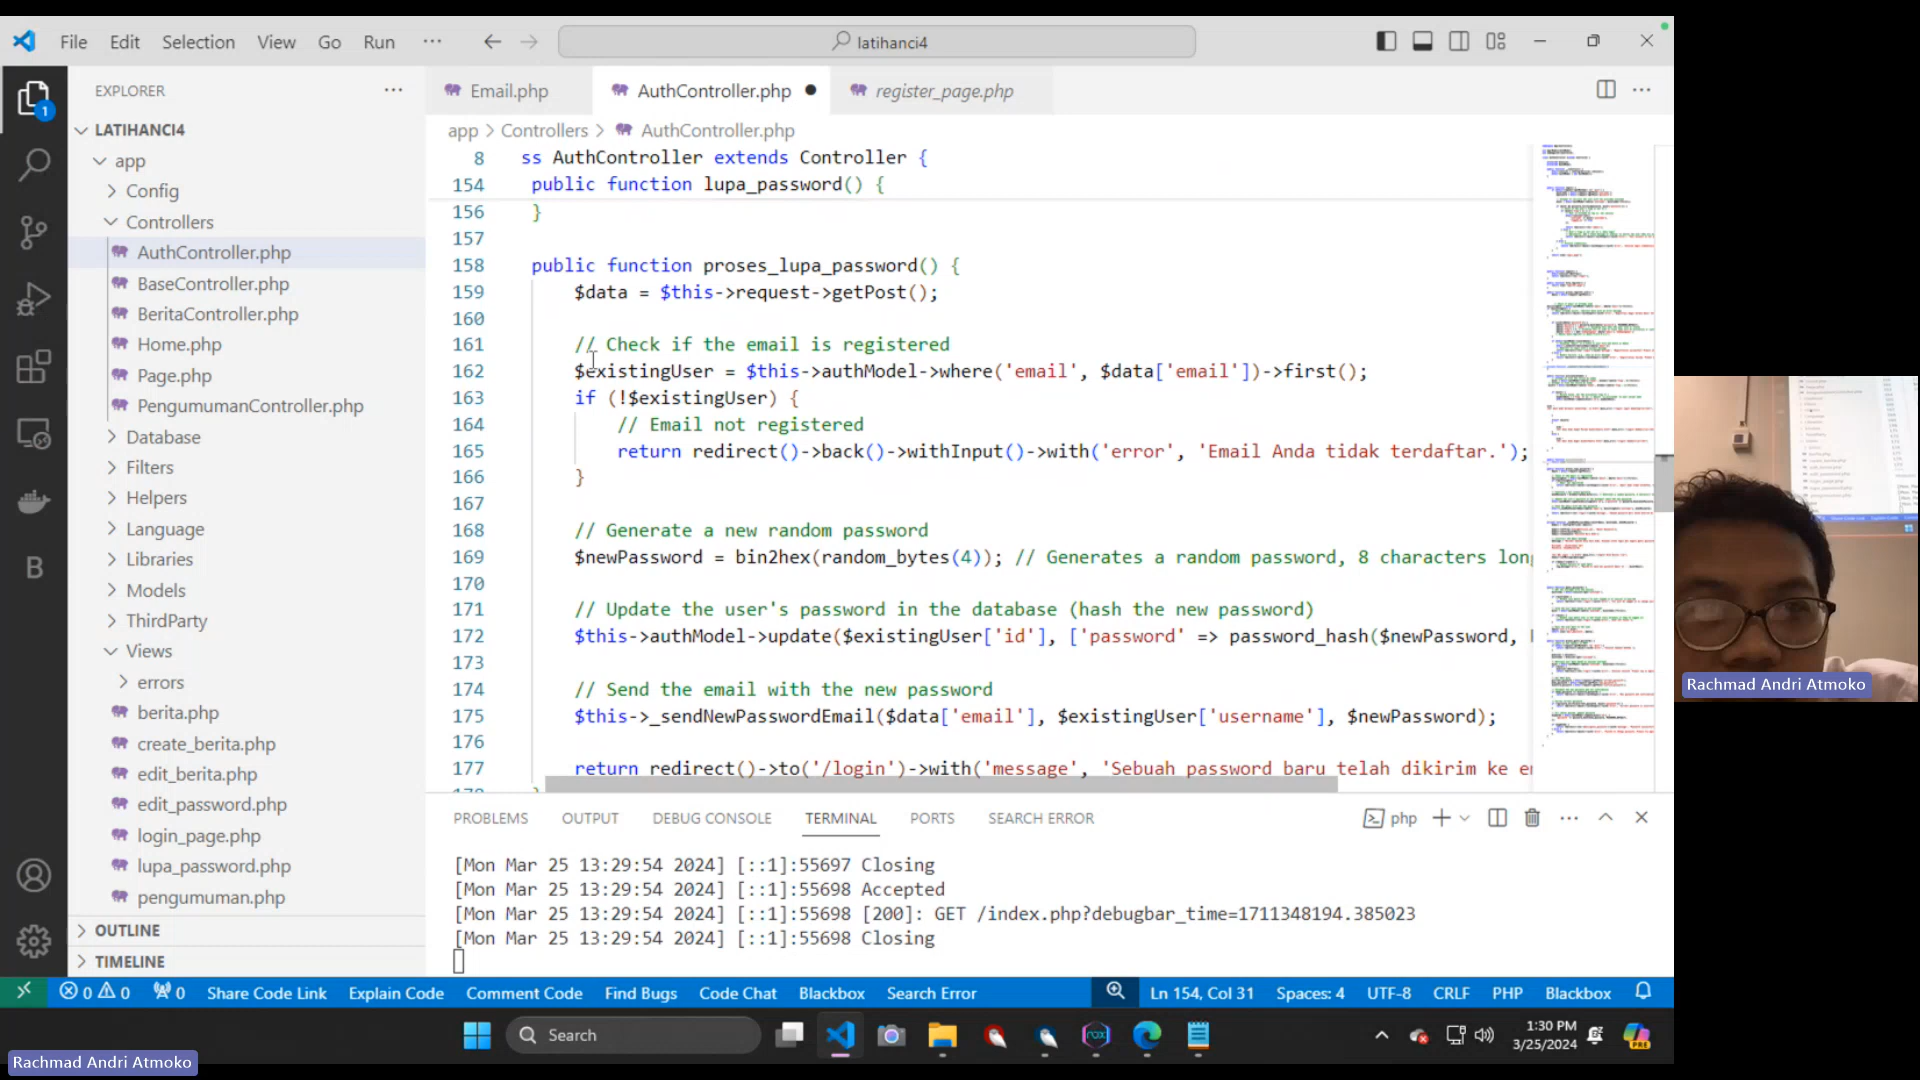 File Edit Selection View Go Run ··· latihanci4
EXPLORER
LATIHANCI4
app
Config
Controllers
AuthController.php
BaseController.php
BeritaController.php
Home.php
Page.php
PengumumanController.php
Database
Filters
Helpers
Language
Libraries
Models
ThirdParty
Views
errors
berita.php
create_berita.php
edit_berita.php
edit_password.php
login_page.php
lupa_password.php
pengumuman.php
OUTLINE
TIMELINE
1
B
Email.php AuthController.php register_page.php
app > Controllers > AuthController.php
8 ss AuthController extends Controller {
154 public function lupa_password() {
156 }
157
158 public function proses_lupa_password() {
159 $data = $this->request->getPost();
160
161 // Check if the email is registered
162 $existingUser = $this->authModel->where('email', $data['email'])->first();
163 if (!$existingUser) {
164 // Email not registered
165 return redirect()->back()->withInput()->with('error', 'Email Anda tidak terdaftar.');
166 }
167
168 // Generate a new random password
169 $newPassword = bin2hex(random_bytes(4)); // Generates a random password, 8 characters lon
170
171 // Update the user's password in the database (hash the new password)
172 $this->authModel->update($existingUser['id'], ['password' => password_hash($newPassword,
173
174 // Send the email with the new password
175 $this->_sendNewPasswordEmail($data['email'], $existingUser['username'], $newPassword);
176
177 return redirect()->to('/login')->with('message', 'Sebuah password baru telah dikirim ke e
PROBLEMS OUTPUT DEBUG CONSOLE TERMINAL PORTS SEARCH ERROR php
[Mon Mar 25 13:29:54 2024] [::1]:55697 Closing
[Mon Mar 25 13:29:54 2024] [::1]:55698 Accepted
[Mon Mar 25 13:29:54 2024] [::1]:55698 [200]: GET /index.php?debugbar_time=1711348194.385023
[Mon Mar 25 13:29:54 2024] [::1]:55698 Closing
0 0 0 Share Code Link Explain Code Comment Code Find Bugs Code Chat Blackbox Search Error Ln 154, Col 31 Spaces: 4 UTF-8 CRLF PHP Blackbox
Search
1:30 PM
3/25/2024
PRE
Rachmad Andri Atmoko
Rachmad Andri Atmoko